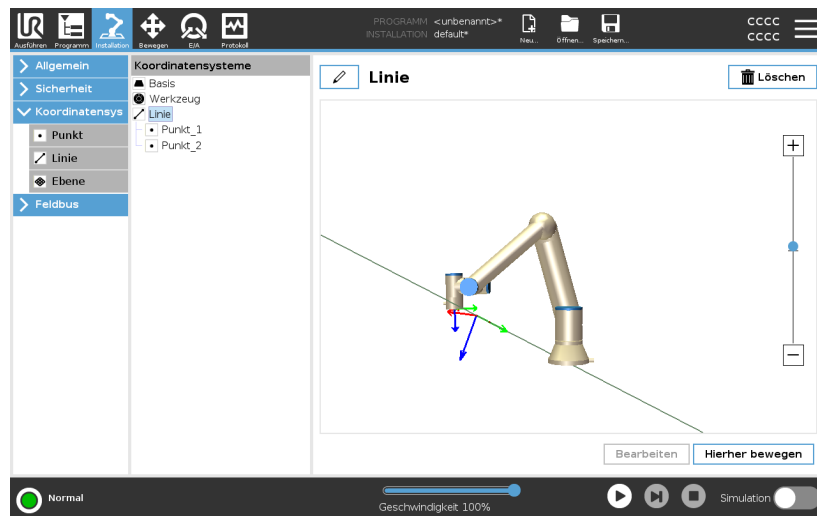 PROGRAMM <unbenannt>*
INSTALLATION default*
CCCC
CCCC
Ausführen Programm Installation Bewegen E/A Protokoll Neu... Öffnen... Speichern...
Allgemein
Sicherheit
Koordinatensys
Punkt
Linie
Ebene
Feldbus
Koordinatensysteme
Basis
Werkzeug
Linie
Punkt_1
Punkt_2
Linie
Löschen
Bearbeiten Hierher bewegen
Normal
Geschwindigkeit 100%
Simulation